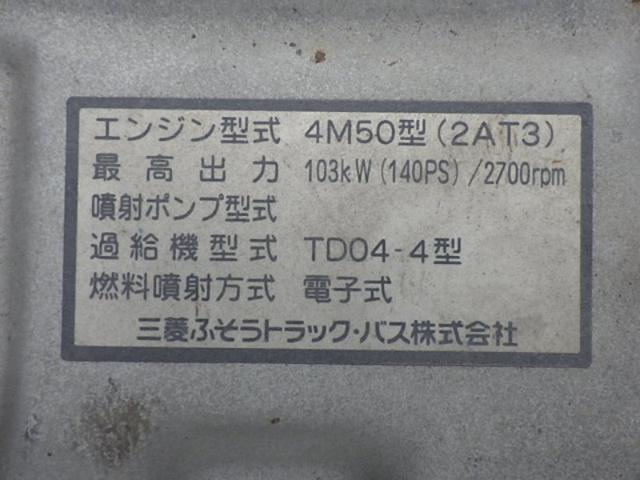 エンジン型式 4M50型(2AT3)
最高出力 103kW(140PS)/2700rpm
噴射ポンプ型式
過給機型式 TD04-4型
燃料噴射方式 電子式
三菱ふそうトラック・バス株式会社